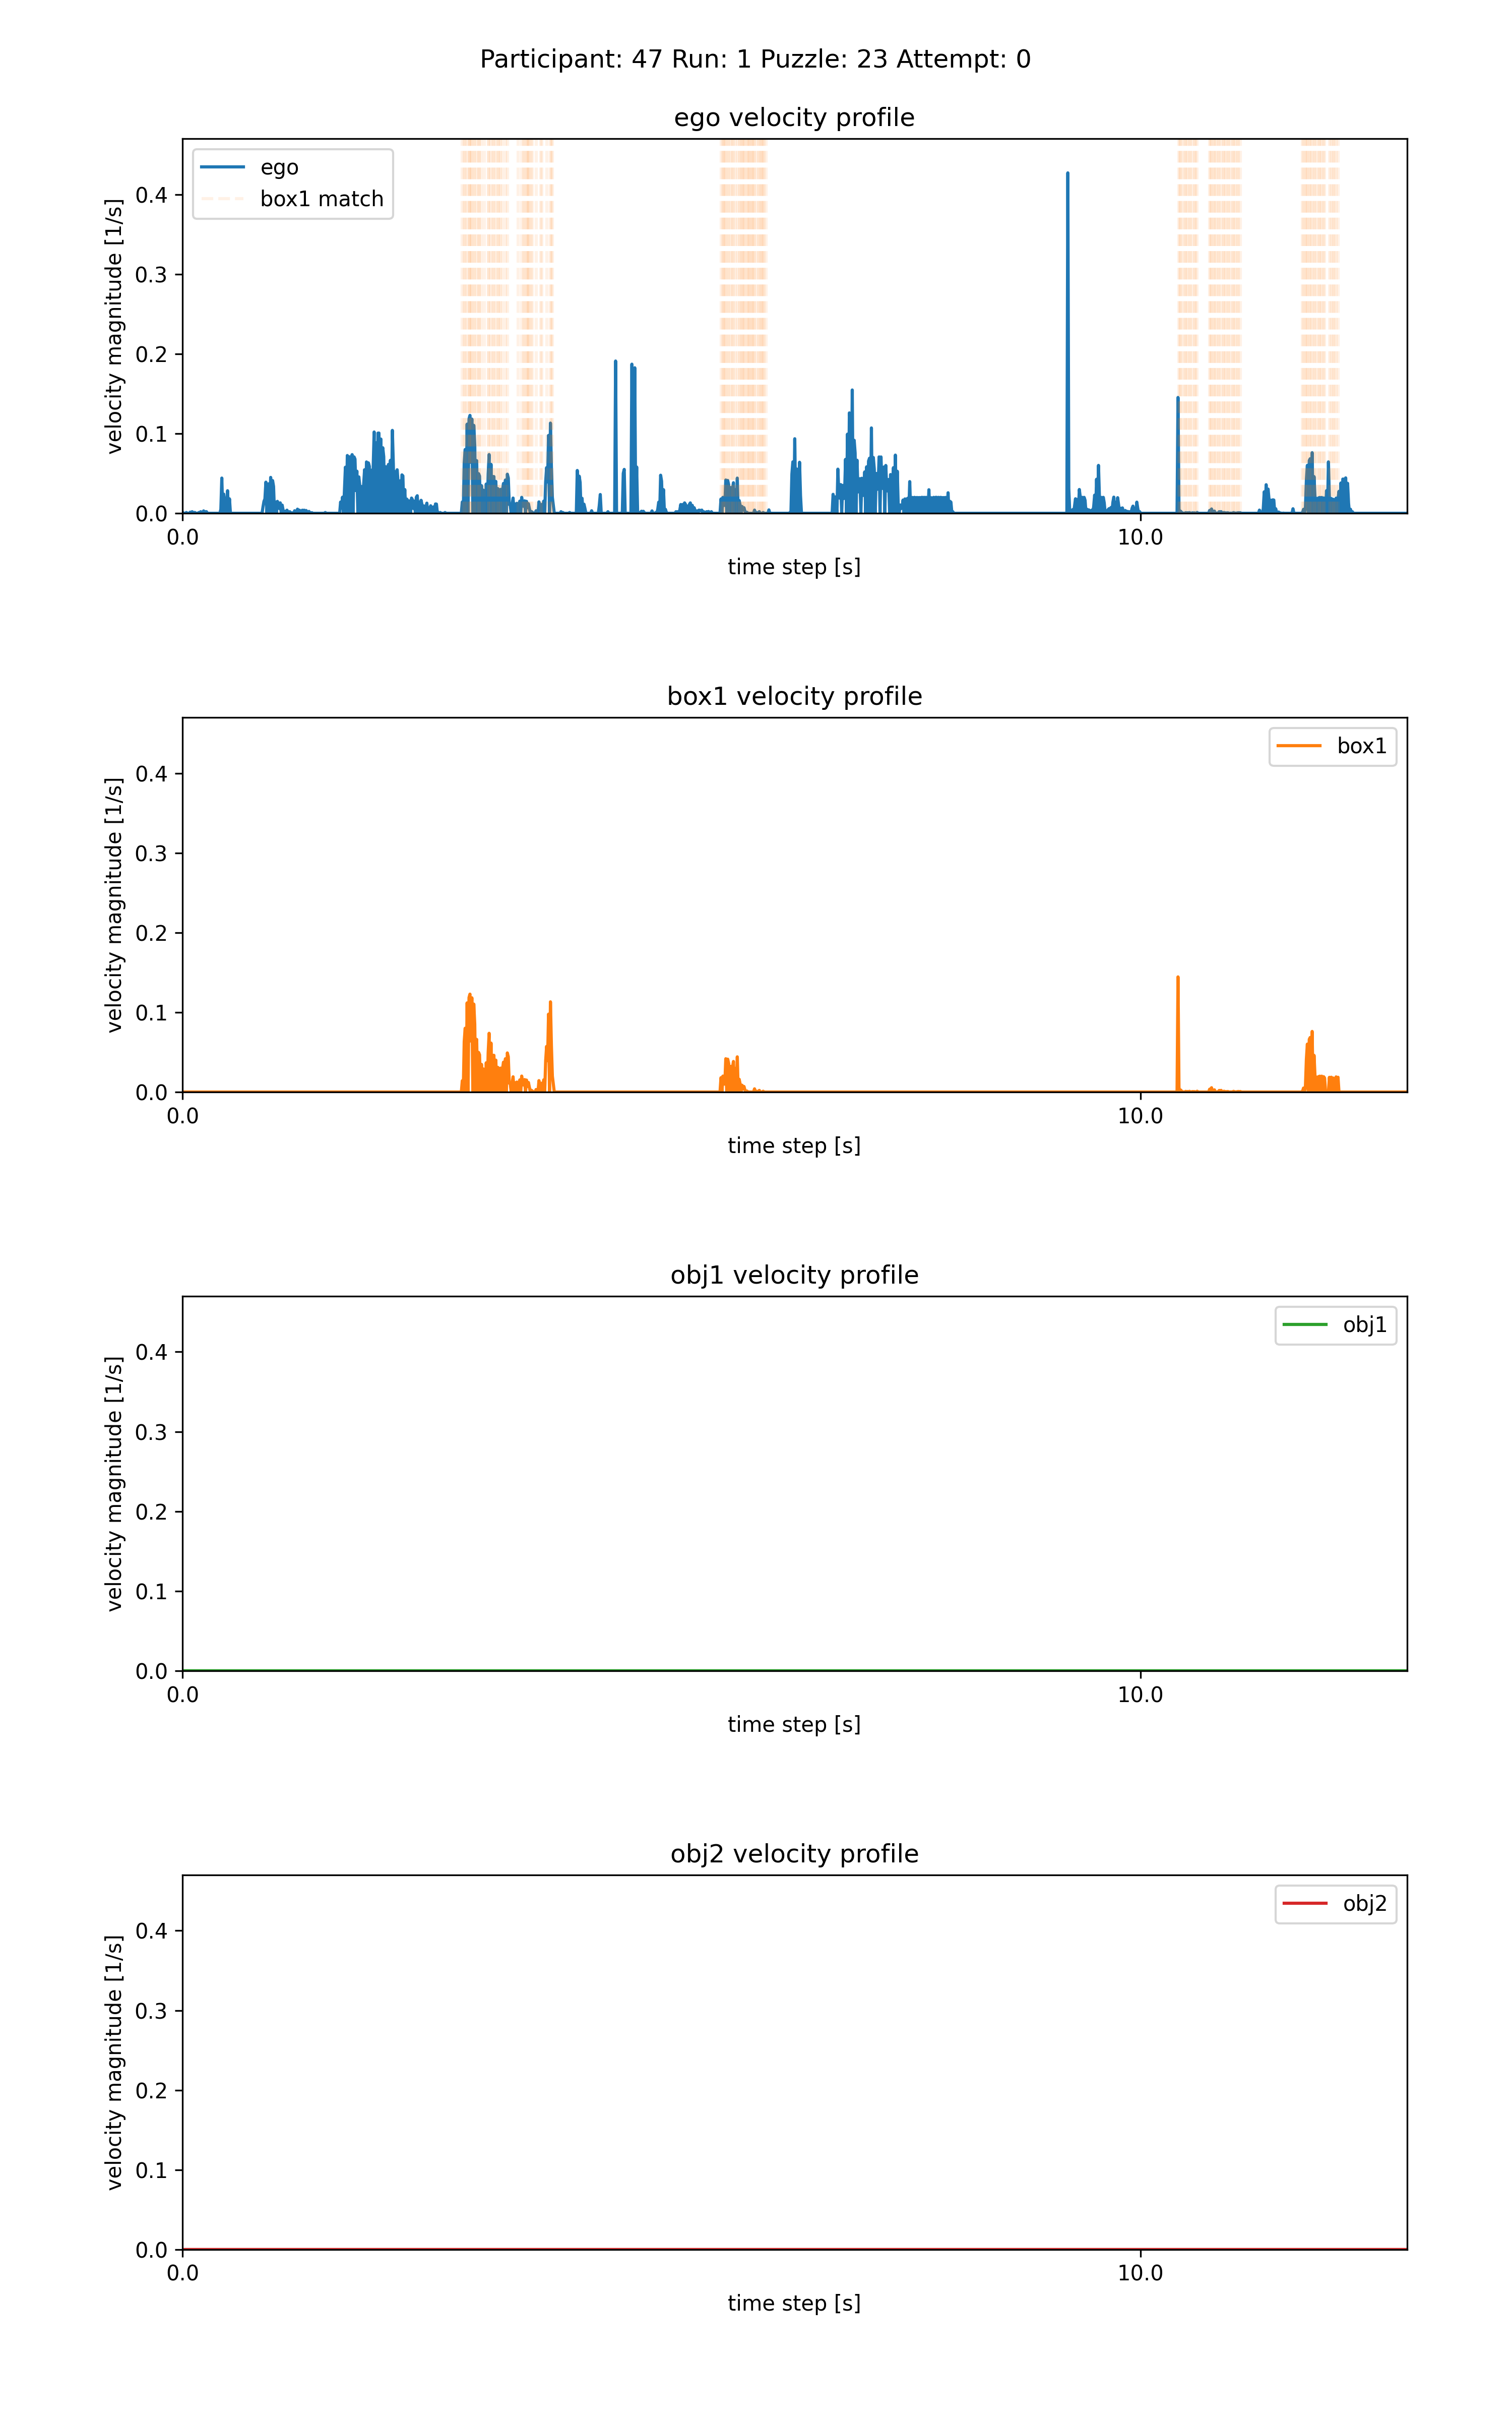 Participant: 47 Run: 1 Puzzle: 23 Attempt: 0
ego velocity profile
ego
box1 match
velocity magnitude [1/s]
0.4
0.3
0.2
0.1
0.0
0.0
10.0
time step [s]
box1 velocity profile
box1
velocity magnitude [1/s]
0.4
0.3
0.2
0.1
0.0
0.0
10.0
time step [s]
obj1 velocity profile
obj1
velocity magnitude [1/s]
0.4
0.3
0.2
0.1
0.0
0.0
10.0
time step [s]
obj2 velocity profile
obj2
velocity magnitude [1/s]
0.4
0.3
0.2
0.1
0.0
0.0
10.0
time step [s]